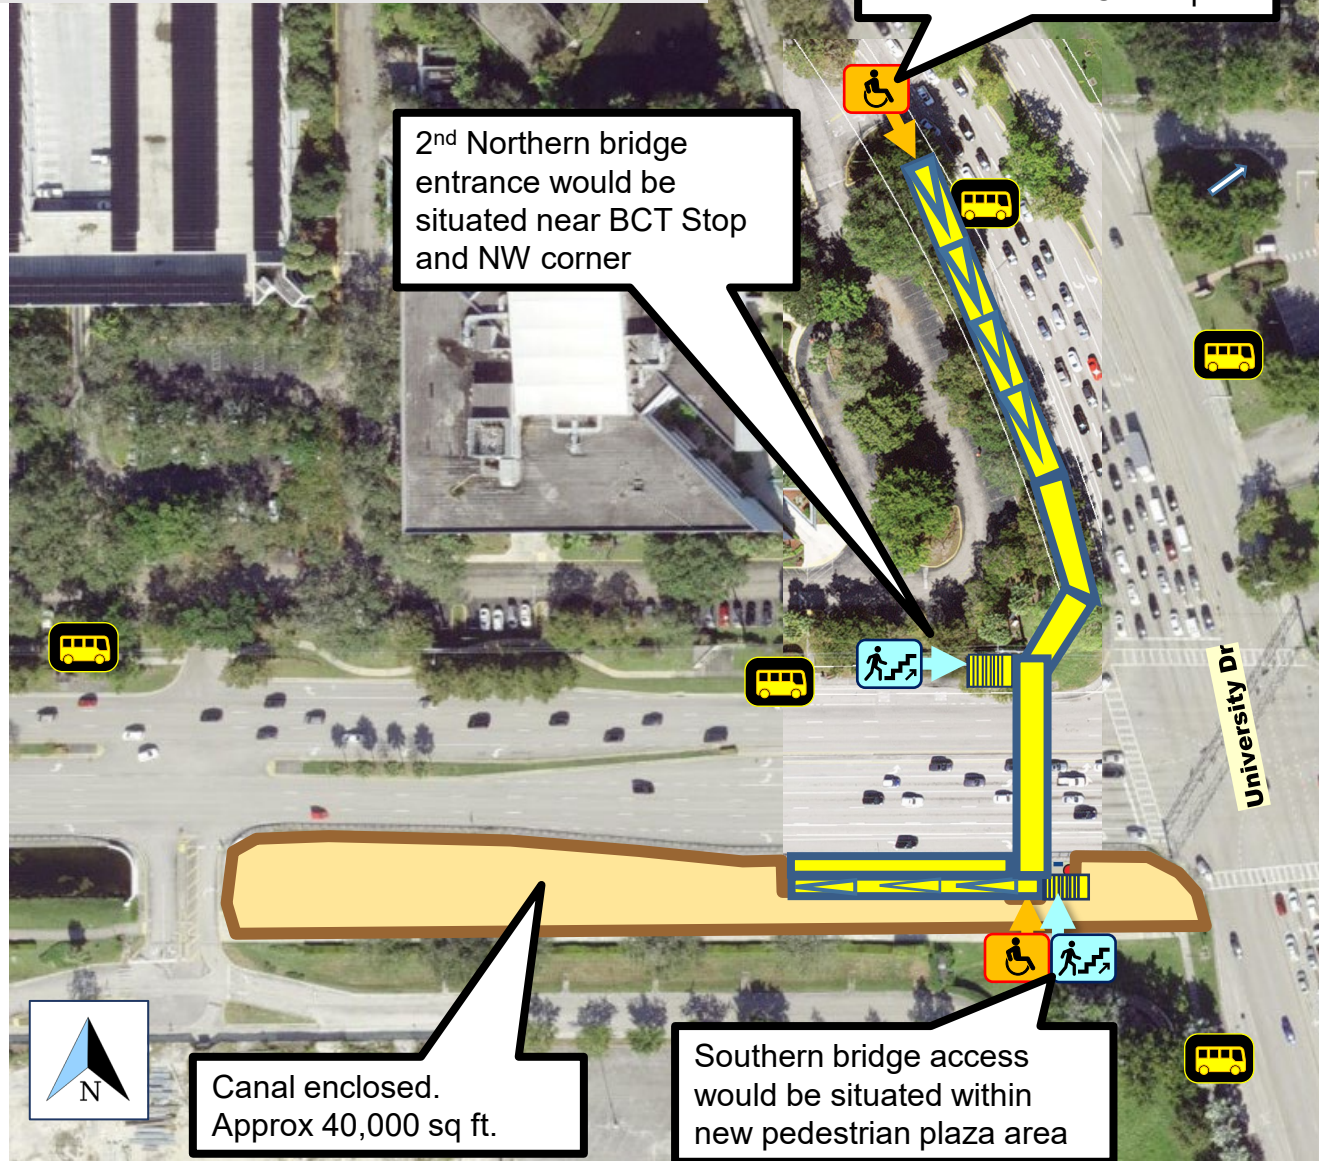 2nd Northern bridge
entrance would be
situated near BCT Stop
and NW corner
University Dr
Canal enclosed.
Approx 40,000 sq ft.
Southern bridge access
would be situated within
new pedestrian plaza area
N